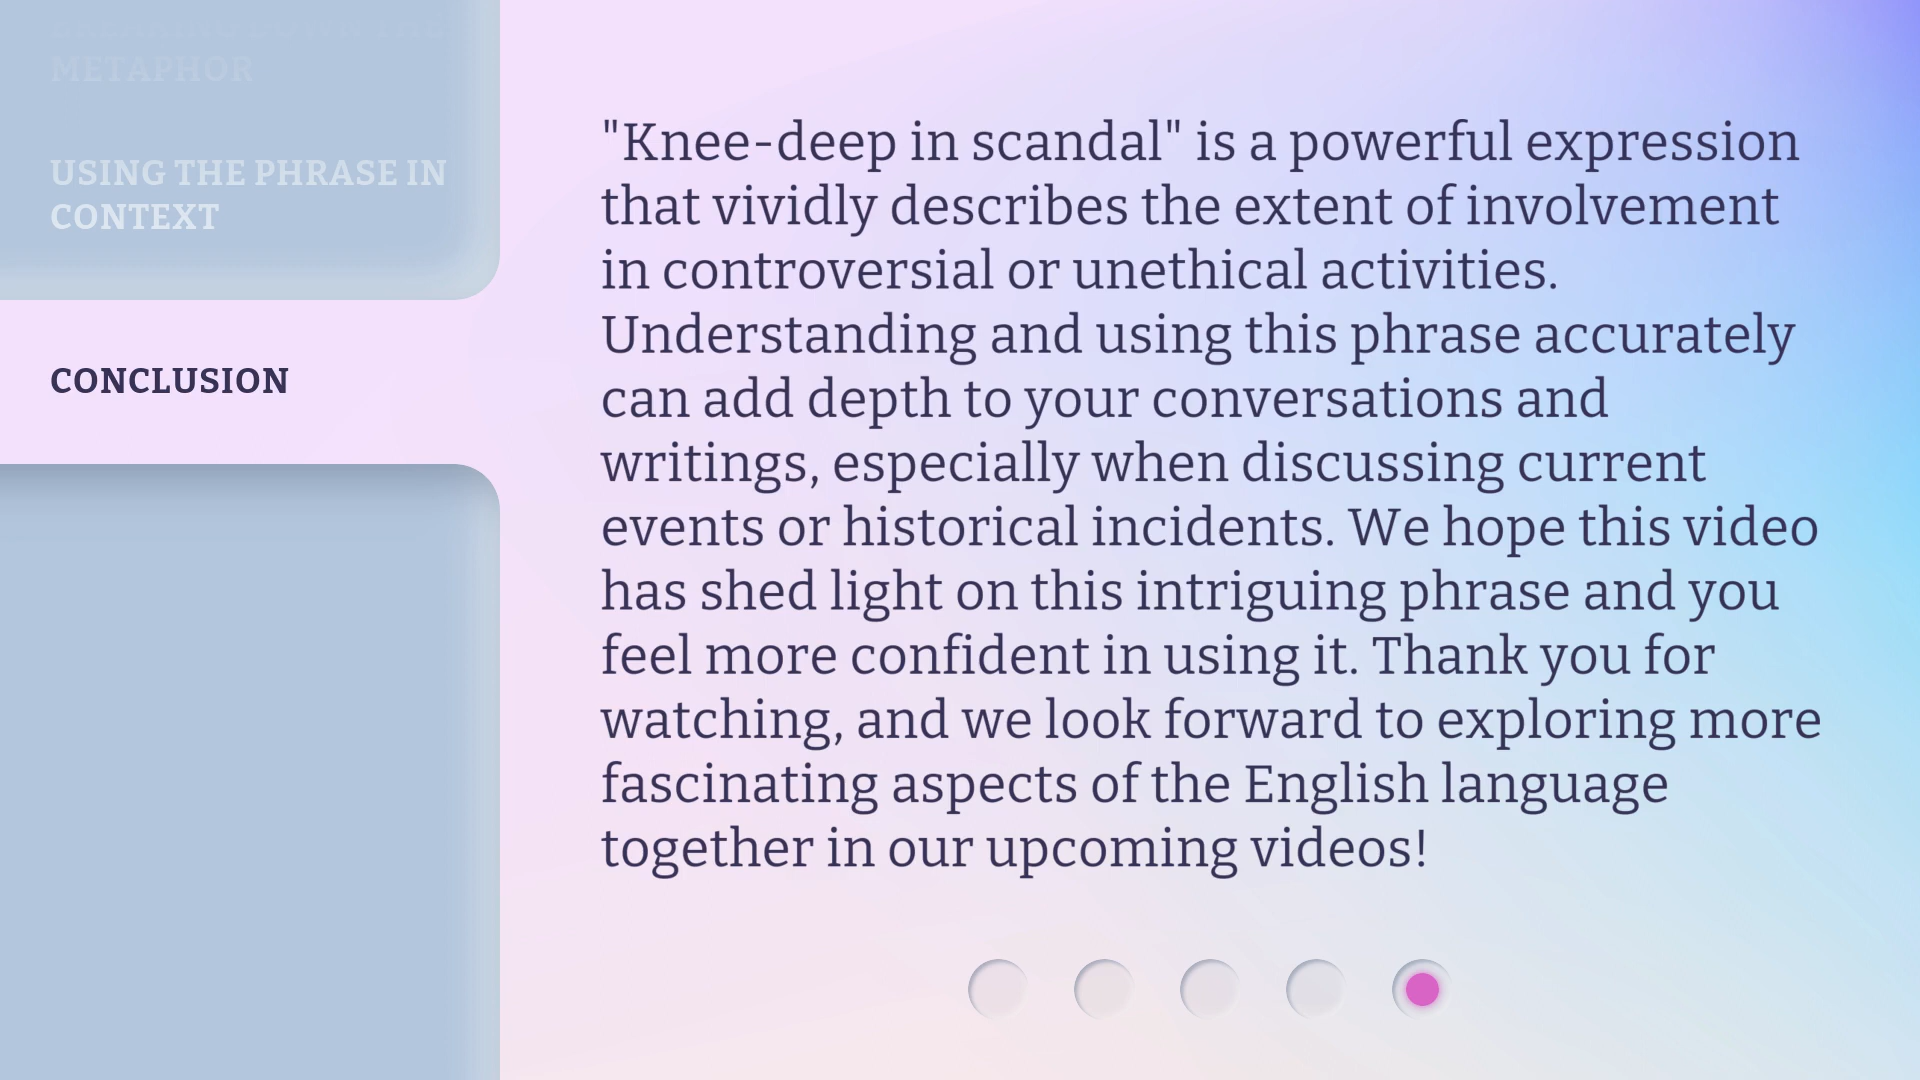 METAPHOR
USING THE PHRASE IN
CONTEXT
CONCLUSION
"Knee-deep in scandal" is a powerful expression
that vividly describes the extent of involvement
in controversial or unethical activities.
Understanding and using this phrase accurately
can add depth to your conversations and
writings, especially when discussing current
events or historical incidents. We hope this video
has shed light on this intriguing phrase and you
feel more confident in using it. Thank you for
watching, and we look forward to exploring more
fascinating aspects of the English language
together in our upcoming videos!